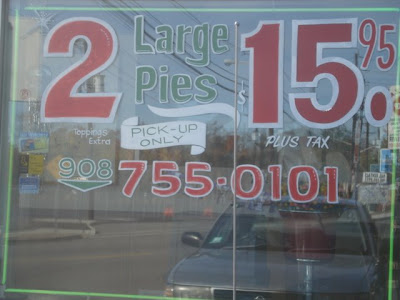 2 Large Pies $15.95
Toppings Extra
PICK-UP ONLY
PLUS TAX
908 755-0101